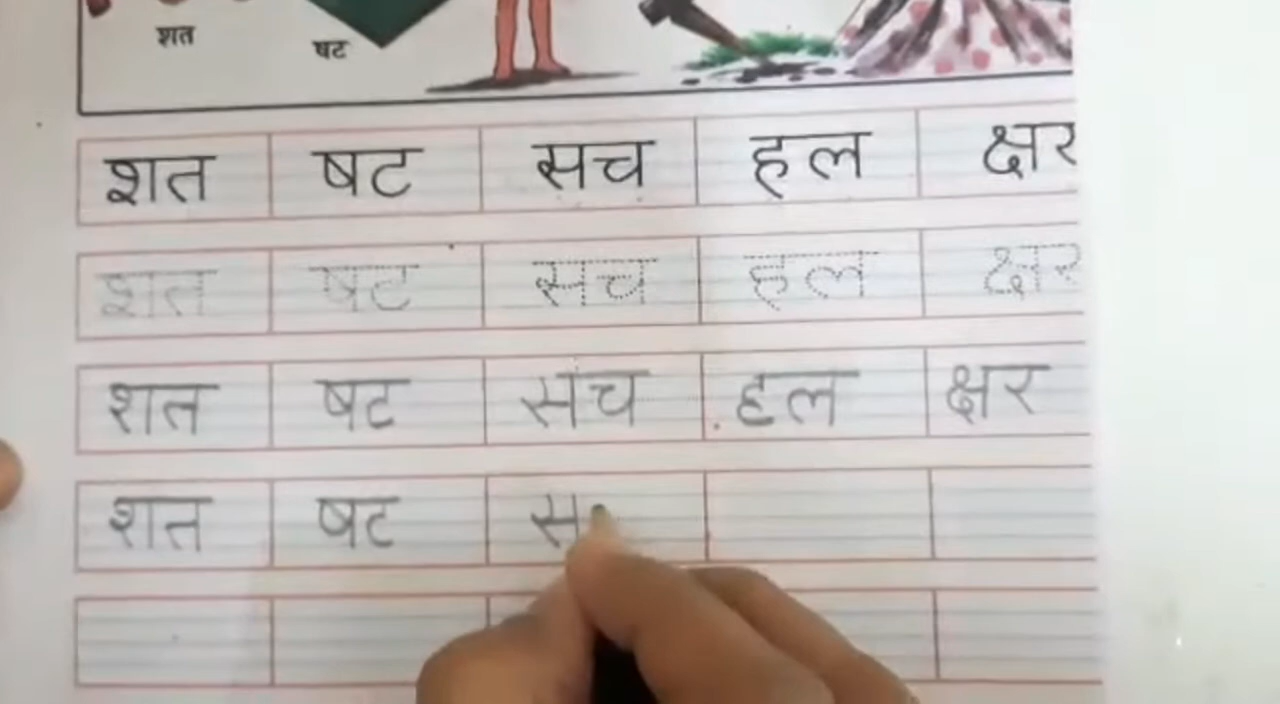 शत षट
शत षट सच हल क्षर
शत षट सच हल क्षर
शत षट सच हल क्षर
शत षट स